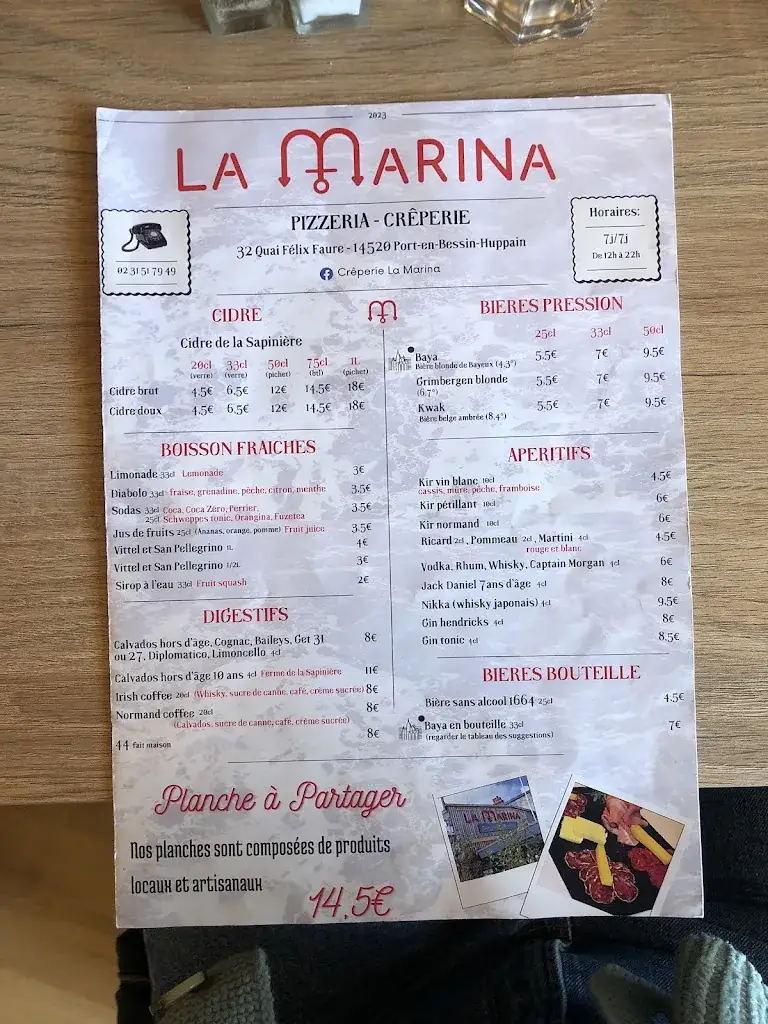 2023
LA MARINA
PIZZERIA - CRÊPERIE
32 Quai Félix Faure - 14520 Port-en-Bessin-Huppain
Crêperie La Marina
02 31 51 79 49
Horaires:
7j/7j
De 12h à 22h
CIDRE
Cidre de la Sapinière
20cl 33cl 50cl 75cl 1L
(verre) (verre) (pichet) (btl) (pichet)
Cidre brut 4.5€ 6.5€ 12€ 14.5€ 18€
Cidre doux 4.5€ 6.5€ 12€ 14.5€ 18€
BOISSON FRAICHES
Limonade 33cl Lemonade 3€
Diabolo 33cl fraise, grenadine, pêche, citron, menthe 3.5€
Sodas 33cl Coca, Coca Zéro, Perrier, 3.5€
25cl Schweppes tonic, Orangina, Fuzetea
Jus de fruits 25cl (Ananas, orange, pomme) Fruit juice 3.5€
Vittel et San Pellegrino 1L 4€
Vittel et San Pellegrino 1/2L 3€
Sirop à l'eau 33cl Fruit squash 2€
DIGESTIFS
Calvados hors d'âge, Cognac, Baileys, Get 31 8€
ou 27, Diplomatico, Limoncello 4cl
Calvados hors d'âge 10 ans 4cl Ferme de la Sapinière 11€
Irish coffee 20cl (Whisky, sucre de canne, café, crème sucrée) 8€
Normand coffee 20cl 8€
(Calvados, sucre de canne, café, crème sucrée)
44 fait maison 8€
BIERES PRESSION
25cl 33cl 50cl
Baya 5.5€ 7€ 9.5€
Bière blonde de Bayeux (4,3°)
Grimbergen blonde 5.5€ 7€ 9.5€
(6.7°)
Kwak 5.5€ 7€ 9.5€
Bière belge ambrée (8.4°)
APERITIFS
Kir vin blanc 10cl 4.5€
cassis, mûre, pêche, framboise
Kir pétillant 10cl 6€
Kir normand 10cl 6€
Ricard 2cl , Pommeau 2cl , Martini 4cl 4.5€
rouge et blanc
Vodka, Rhum, Whisky, Captain Morgan 4cl 6€
Jack Daniel 7ans d'âge 4cl 8€
Nikka (whisky japonais) 4cl 9.5€
Gin hendricks 4cl 8€
Gin tonic 4cl 8.5€
BIERES BOUTEILLE
Bière sans alcool 1664 25cl 4.5€
Baya en bouteille 33cl 7€
(regarder le tableau des suggestions)
Planche à Partager
Nos planches sont composées de produits
locaux et artisanaux
14,5€
LA MARINA